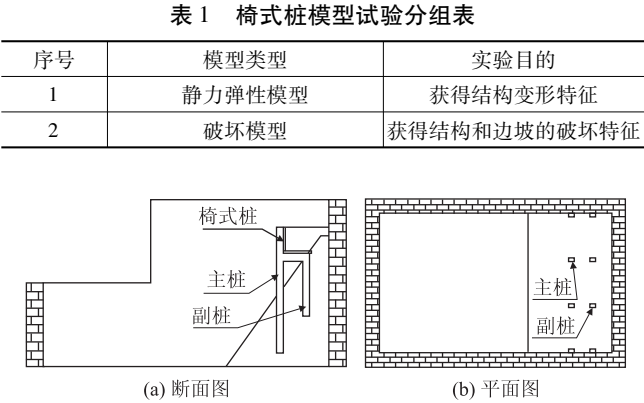 表 1 椅式桩模型试验分组表
序号 模型类型 实验目的
1 静力弹性模型 获得结构变形特征
2 破坏模型 获得结构和边坡的破坏特征
椅式桩
主桩
副桩
主桩
副桩
(a) 断面图 (b) 平面图